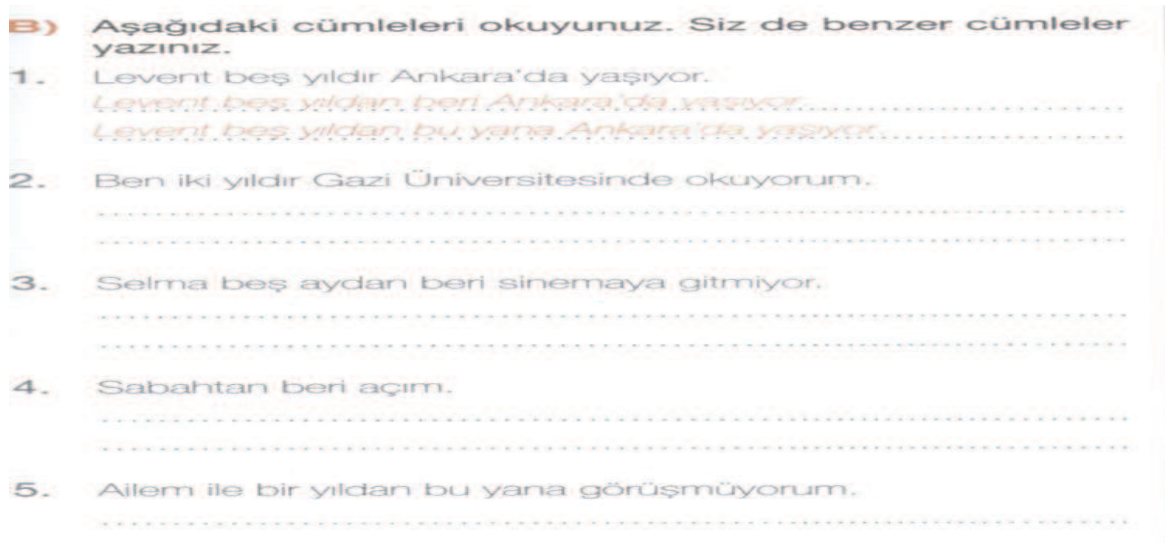 B) Aşağıdaki cümleleri okuyunuz. Siz de benzer cümleler
yazınız.
1. Levent beş yıldır Ankara'da yaşıyor.
Levent beş yıldan beri Ankara'da yaşıyor.
Levent beş yıldan bu yana Ankara'da yaşıyor.
2. Ben iki yıldır Gazi Üniversitesinde okuyorum.
3. Selma beş aydan beri sinemaya gitmiyor.
4. Sabahtan beri açım.
5. Ailem ile bir yıldan bu yana görüşmüyorum.